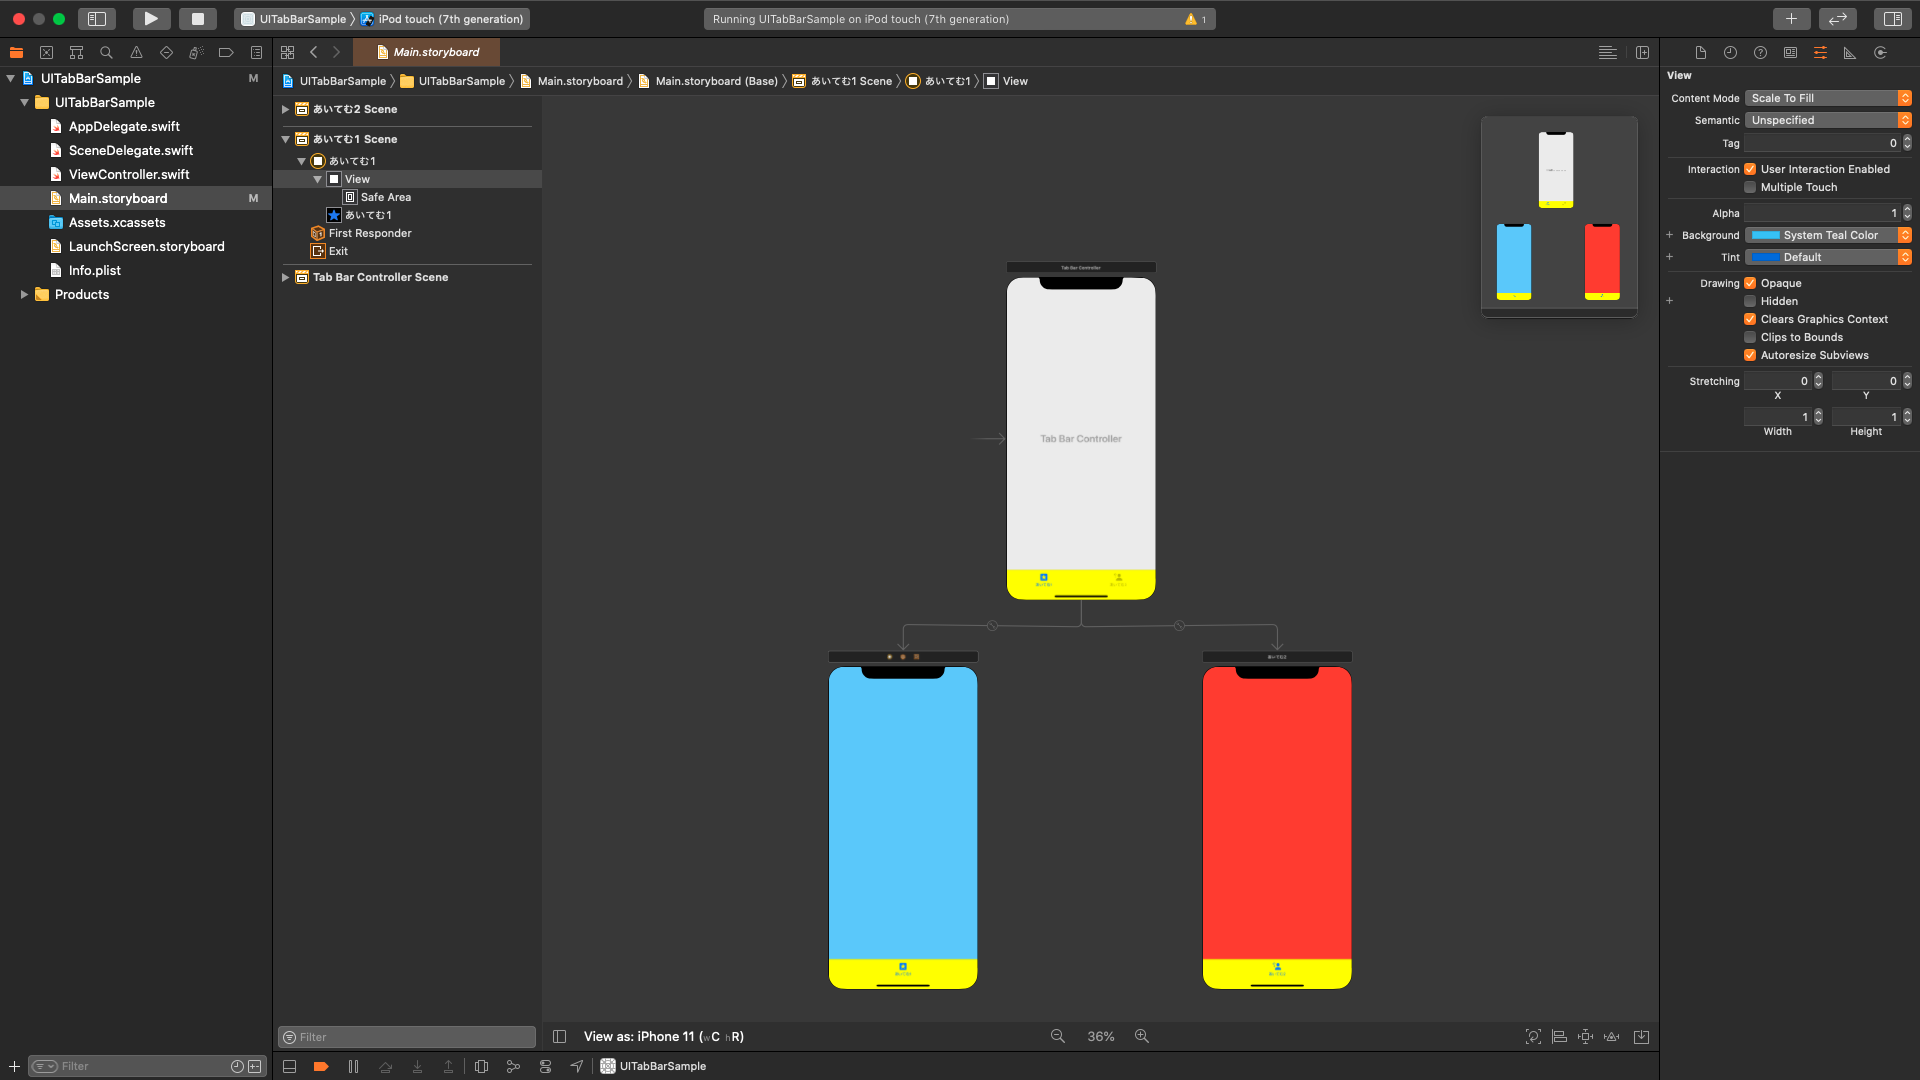 UITabBarSample 〉 iPod touch (7th generation)
Running UITabBarSample on iPod touch (7th generation)
1
Main.storyboard
UITabBarSample M
UITabBarSample
AppDelegate.swift
SceneDelegate.swift
ViewController.swift
Main.storyboard M
Assets.xcassets
LaunchScreen.storyboard
Info.plist
Products
Filter
UITabBarSample 〉 UITabBarSample 〉 Main.storyboard 〉 Main.storyboard (Base) 〉 あいてむ1 Scene 〉 あいてむ1 〉 View
あいてむ2 Scene
あいてむ1 Scene
あいてむ1
View
Safe Area
あいてむ1
First Responder
Exit
Tab Bar Controller Scene
Filter
Tab Bar Controller
Tab Bar Controller
View as: iPhone 11 (wC hR)
36%
UITabBarSample
View
Content Mode Scale To Fill
Semantic Unspecified
Tag 0
Interaction User Interaction Enabled
Multiple Touch
Alpha 1
+ Background System Teal Color
+ Tint Default
Drawing Opaque
+ Hidden
Clears Graphics Context
Clips to Bounds
Autoresize Subviews
Stretching 0 0
X Y
1 1
Width Height